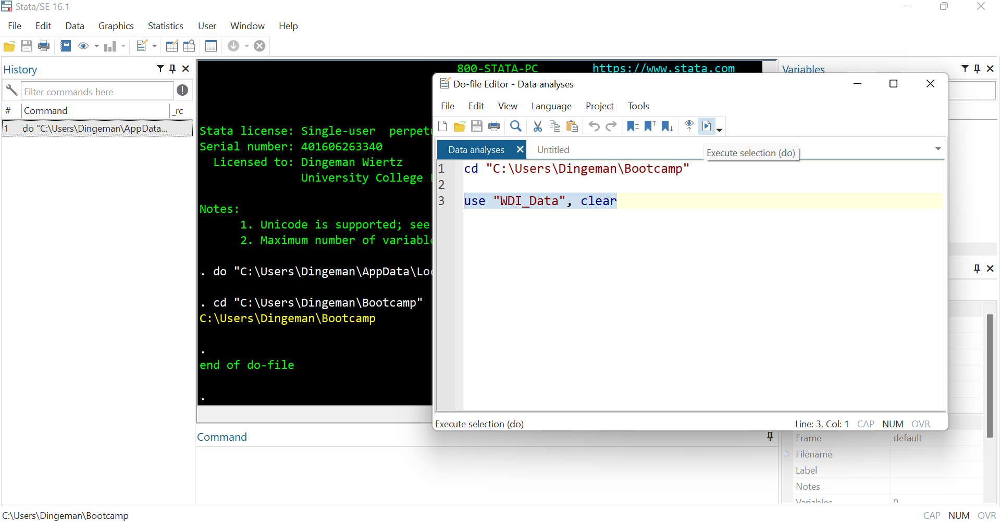 Stata/SE 16.1
File Edit Data Graphics Statistics User Window Help
History
Filter commands here
# Command _rc
1 do "C:\Users\Dingeman\AppData...
800-STATA-PC https://www.stata.com
Stata license: Single-user perpetu
Serial number: 401606263340
Licensed to: Dingeman Wiertz
University College
Notes:
1. Unicode is supported; see
2. Maximum number of variable
. do "C:\Users\Dingeman\AppData\Loc
. cd "C:\Users\Dingeman\Bootcamp"
C:\Users\Dingeman\Bootcamp
.
end of do-file
.
Command
Variables
Do-file Editor - Data analyses
File Edit View Language Project Tools
Data analyses Untitled
Execute selection (do)
1 cd "C:\Users\Dingeman\Bootcamp"
2
3 use "WDI_Data", clear
Execute selection (do) Line: 3, Col: 1 CAP NUM OVR
Frame default
Filename
Label
Notes
Variables 0
C:\Users\Dingeman\Bootcamp CAP NUM OVR